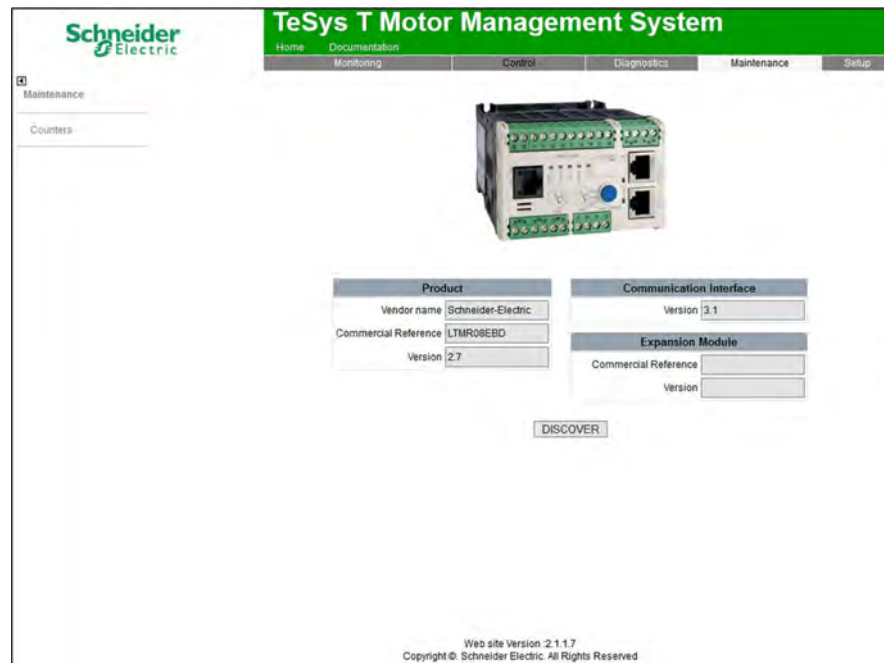 Schneider
Electric
TeSys T Motor Management System
Home Documentation
Monitoring Control Diagnostics Maintenance Setup
Maintenance
Counters
Product
Vendor name Schneider-Electric
Commercial Reference LTMR08EBD
Version 2.7
Communication Interface
Version 3.1
Expansion Module
Commercial Reference
Version
DISCOVER
Web site Version :2.1.1.7
Copyright ©. Schneider Electric. All Rights Reserved